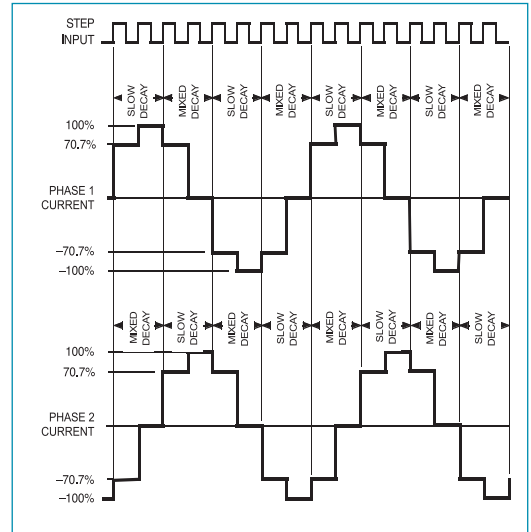 STEP
INPUT
SLOW
DECAY
MIXED
DECAY
SLOW
DECAY
MIXED
DECAY
SLOW
DECAY
MIXED
DECAY
SLOW
DECAY
MIXED
DECAY
100%
70.7%
PHASE 1
CURRENT
–70.7%
–100%
MIXED
DECAY
SLOW
DECAY
MIXED
DECAY
SLOW
DECAY
MIXED
DECAY
SLOW
DECAY
MIXED
DECAY
SLOW
DECAY
100%
70.7%
PHASE 2
CURRENT
–70.7%
–100%